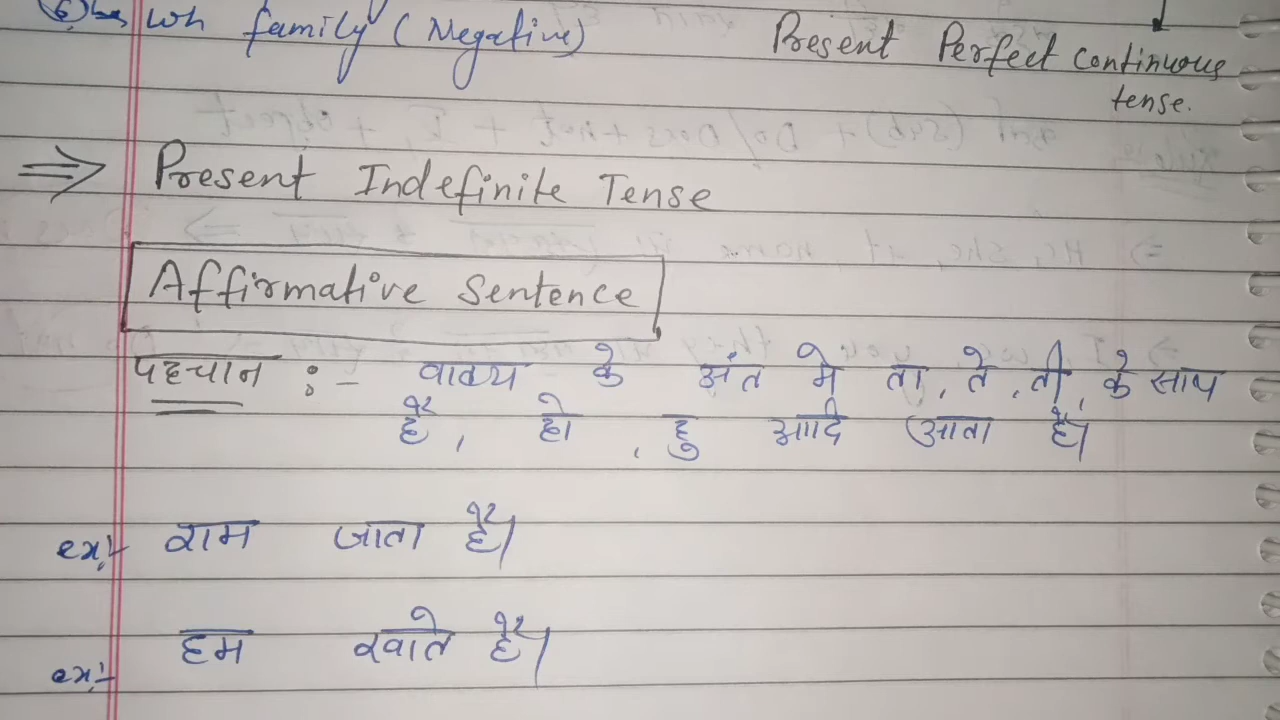 Wh family (Negative)
Present Perfect Continuous
tense.
⇒ Present Indefinite Tense
Affirmative Sentence
पहचान :- वाक्य के अंत मे ता, ते, ती, के साथ
है, हो, हु आदि आता है।
ex:- राम जाता है।
ex:- हम खाते है।